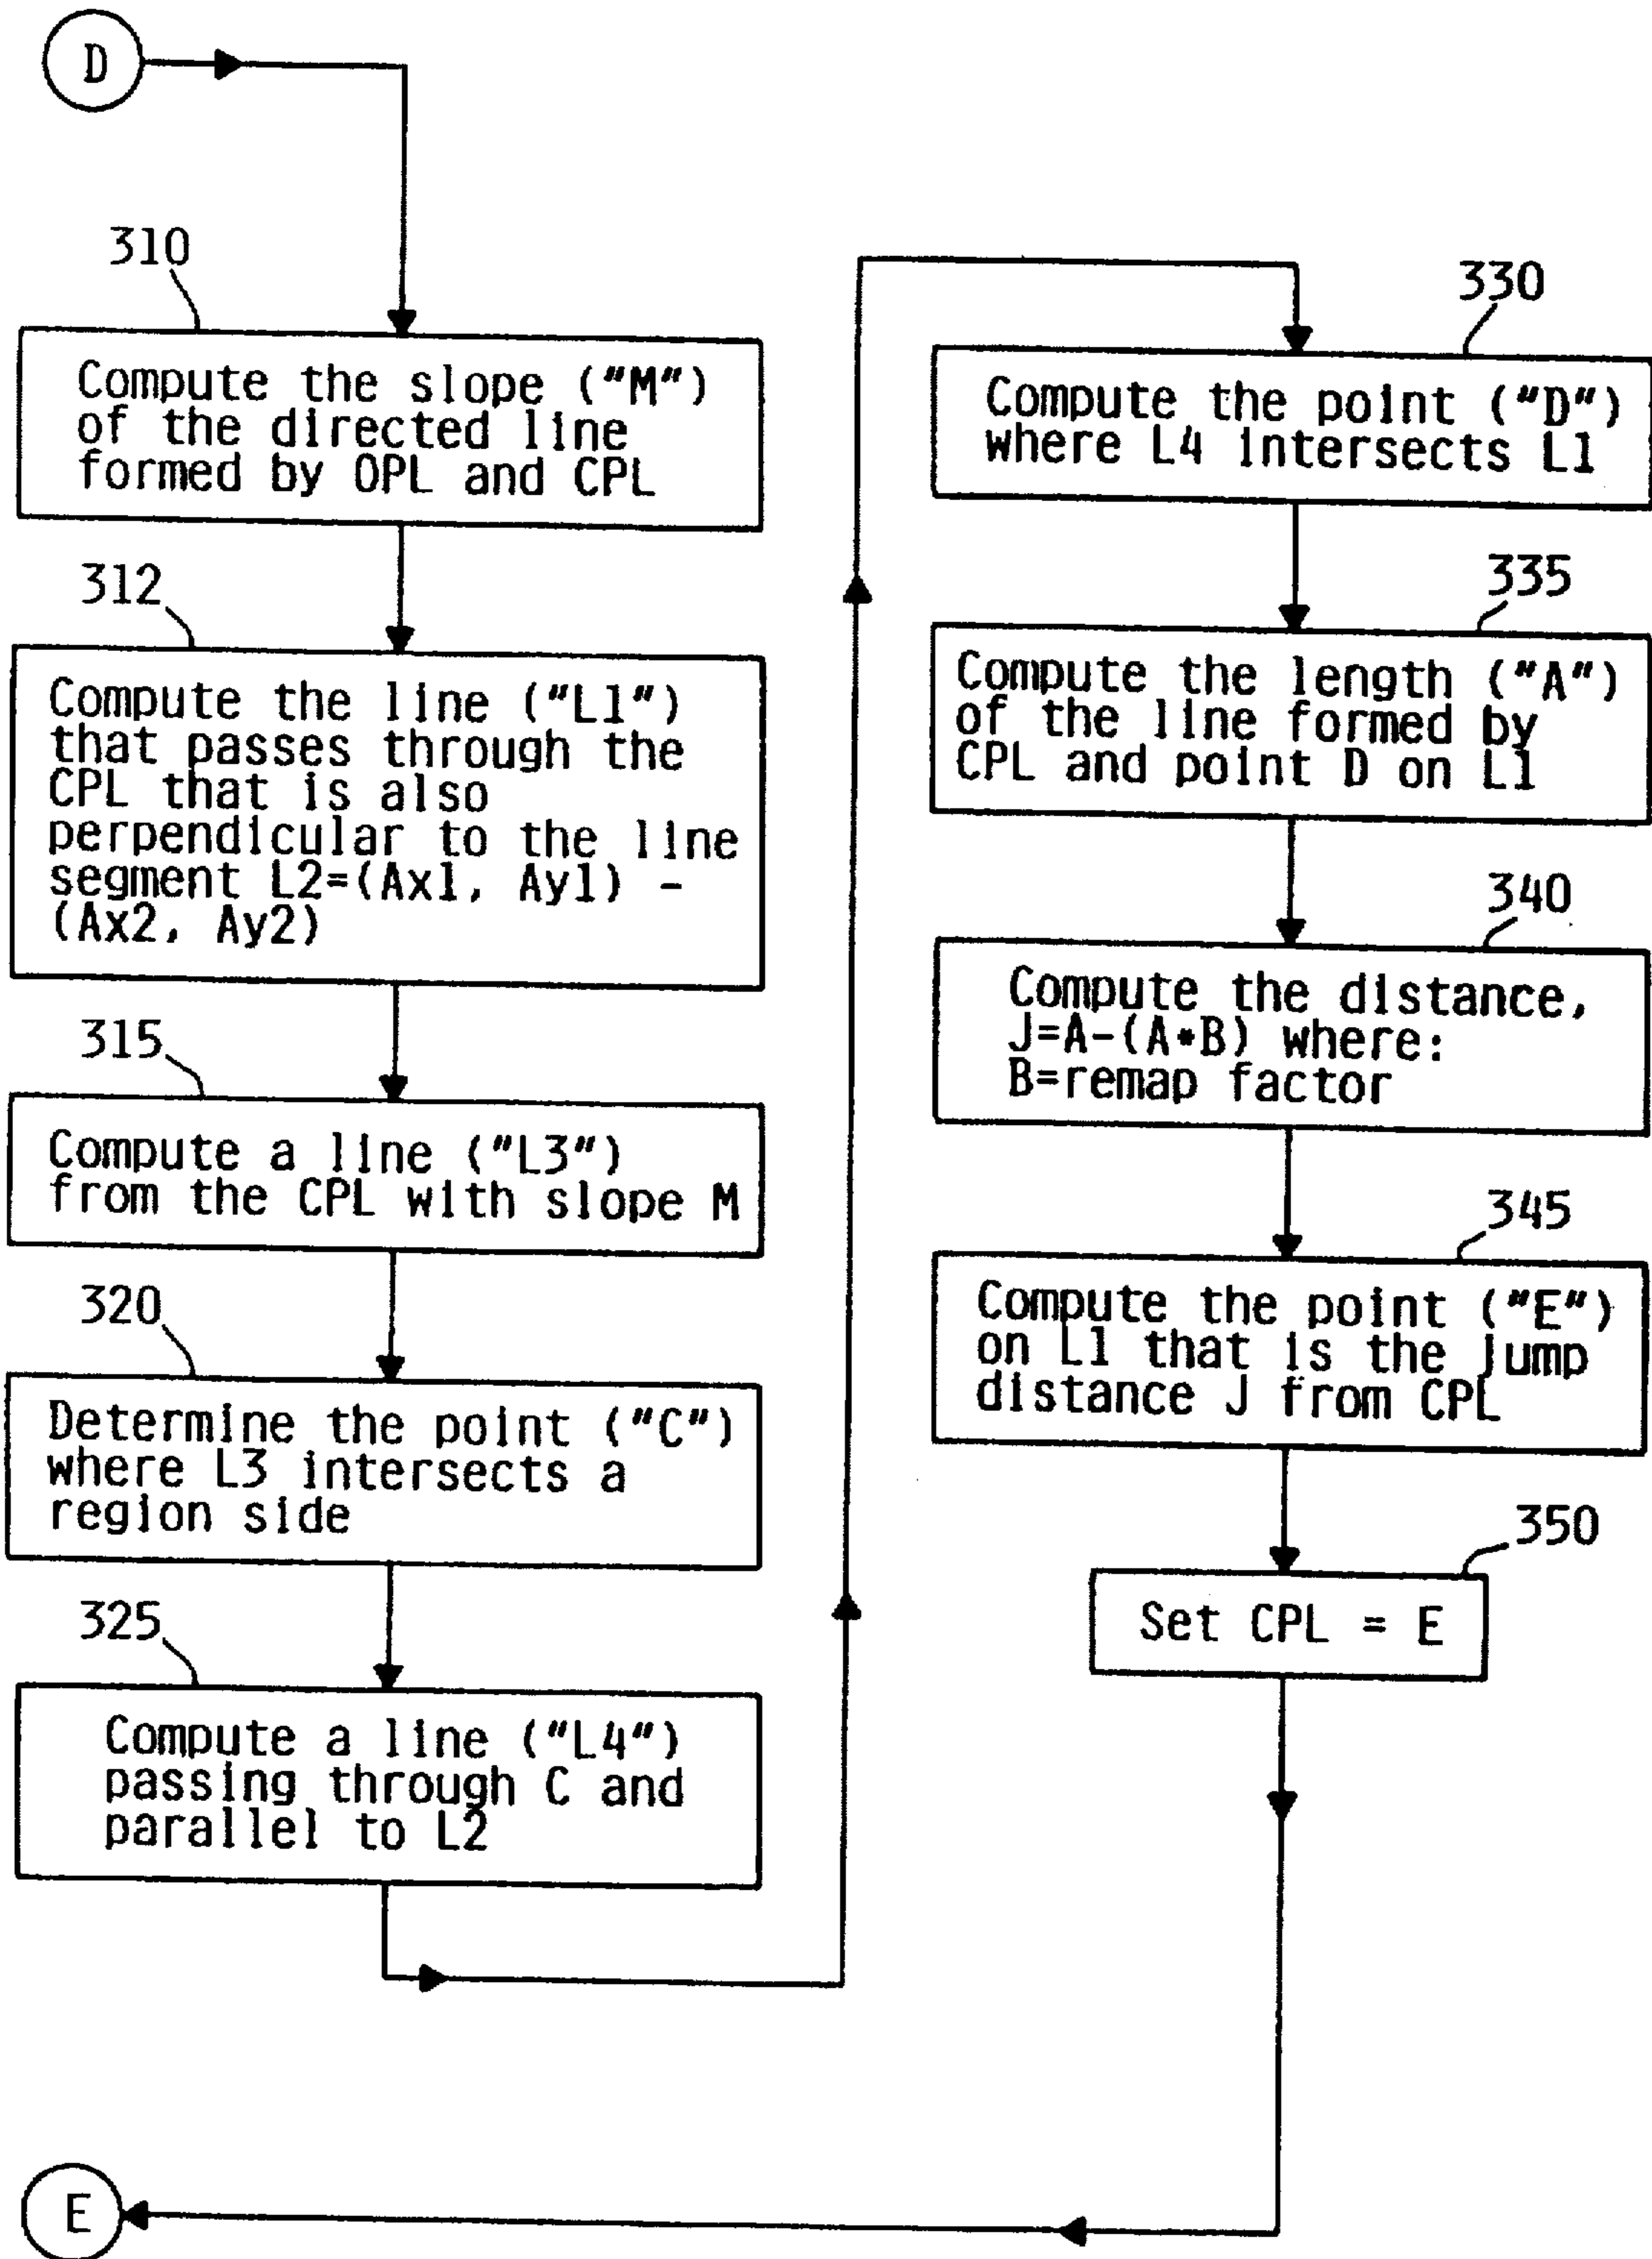 D
310
Compute the slope ("M")
of the directed line
formed by OPL and CPL
312
Compute the line ("L1")
that passes through the
CPL that is also
perpendicular to the line
segment L2=(Ax1, Ay1) -
(Ax2, Ay2)
315
Compute a line ("L3")
from the CPL with slope M
320
Determine the point ("C")
where L3 intersects a
region side
325
Compute a line ("L4")
passing through C and
parallel to L2
330
Compute the point ("D")
where L4 intersects L1
335
Compute the length ("A")
of the line formed by
CPL and point D on L1
340
Compute the distance,
J=A-(A*B) where:
B=remap factor
345
Compute the point ("E")
on L1 that is the jump
distance J from CPL
350
Set CPL = E
E